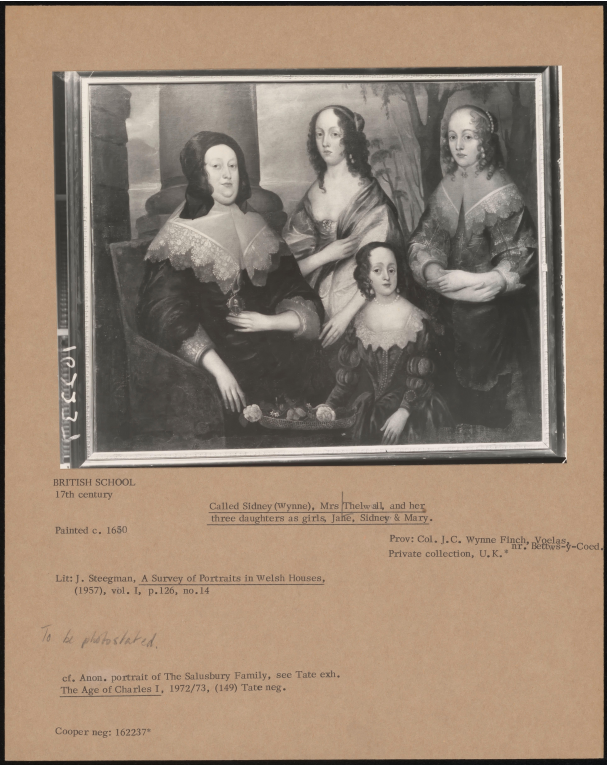 BRITISH SCHOOL
17th century
Called Sidney (Wynne), Mrs Thelwall, and her
three daughters as girls, Jane, Sidney & Mary.
Painted c. 1650
Prov: Col. J.C. Wynne Finch, Voelas,
nr. Bettws-y-Coed.
Private collection, U.K.*
Lit: J. Steegman, A Survey of Portraits in Welsh Houses,
(1957), vol. I, p.126, no.14
To be photostated.
cf. Anon. portrait of The Salusbury Family, see Tate exh.
The Age of Charles I, 1972/73, (149) Tate neg.
Cooper neg: 162237*